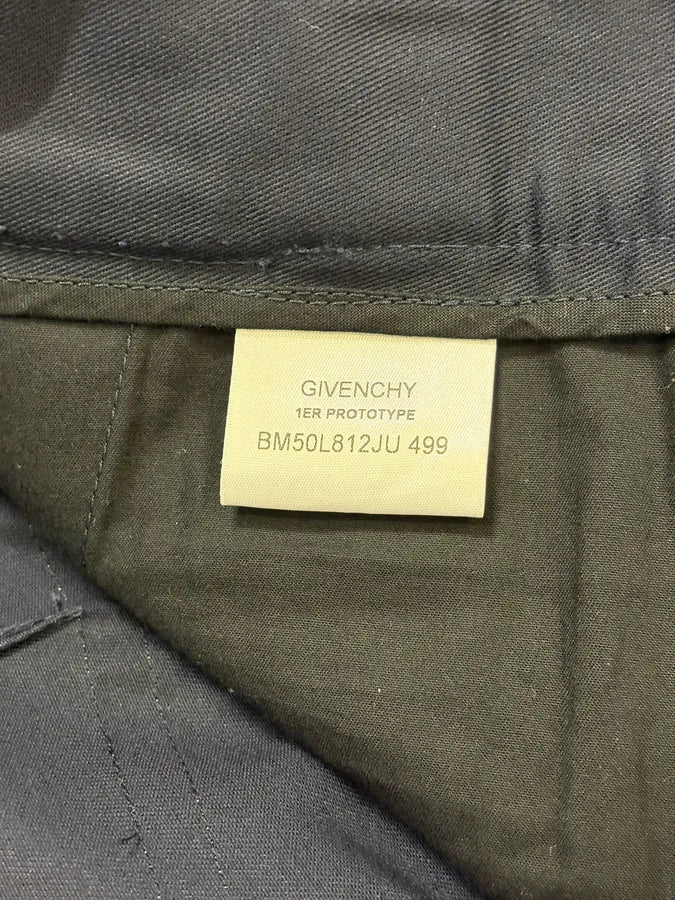 GIVENCHY
1ER PROTOTYPE
BM50L812JU 499